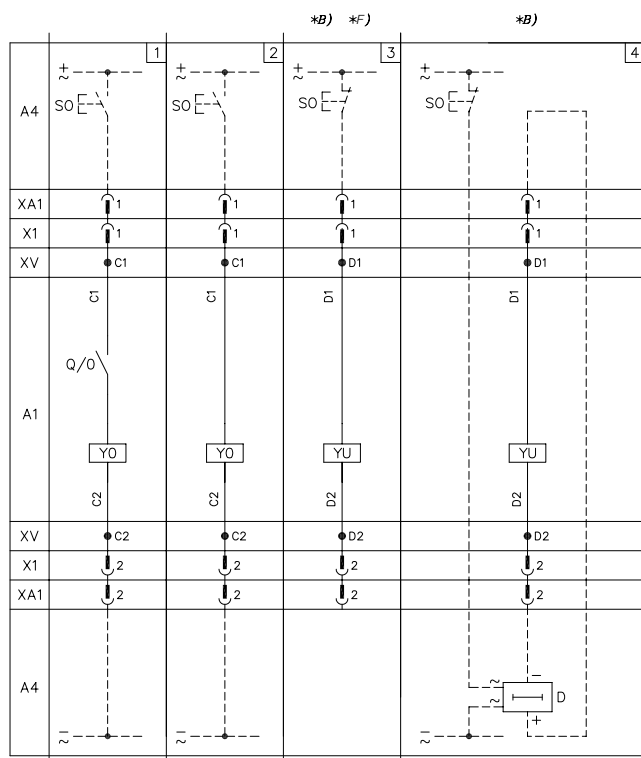 *B) *F) *B)
1 2 3 4
+ + + +
~ ~ ~ ~
A4 SO SO SO SO
XA1 1 1 1 1
X1 1 1 1 1
XV C1 C1 D1 D1
C1 C1 D1 D1
Q/0
A1
YO YO YU YU
C2 C2 D2 D2
XV C2 C2 D2 D2
X1 2 2 2 2
XA1 2 2 2 2
A4 ~ − D
~ +
− − −
~ ~ ~